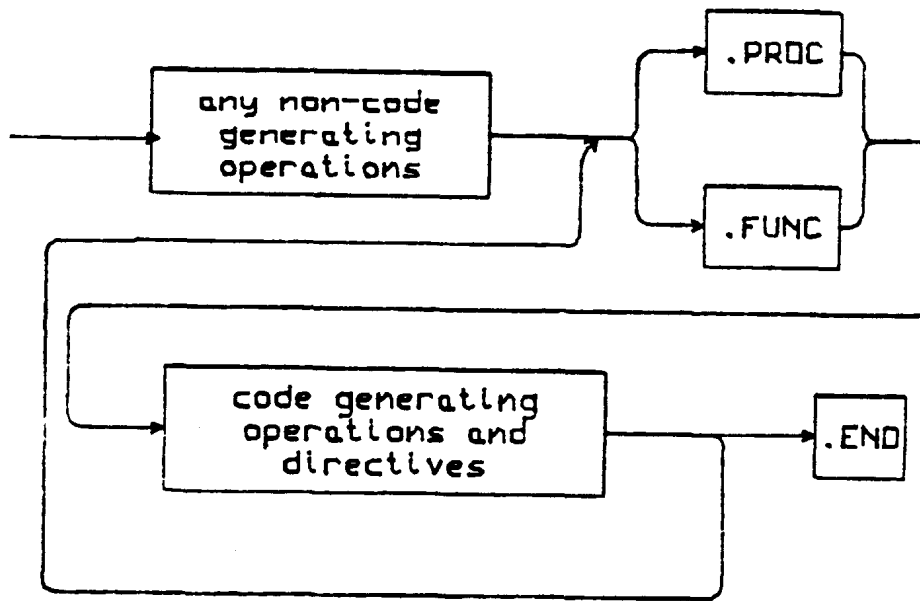 any non-code
generating
operations
.PROC
.FUNC
code generating
operations and
directives
.END